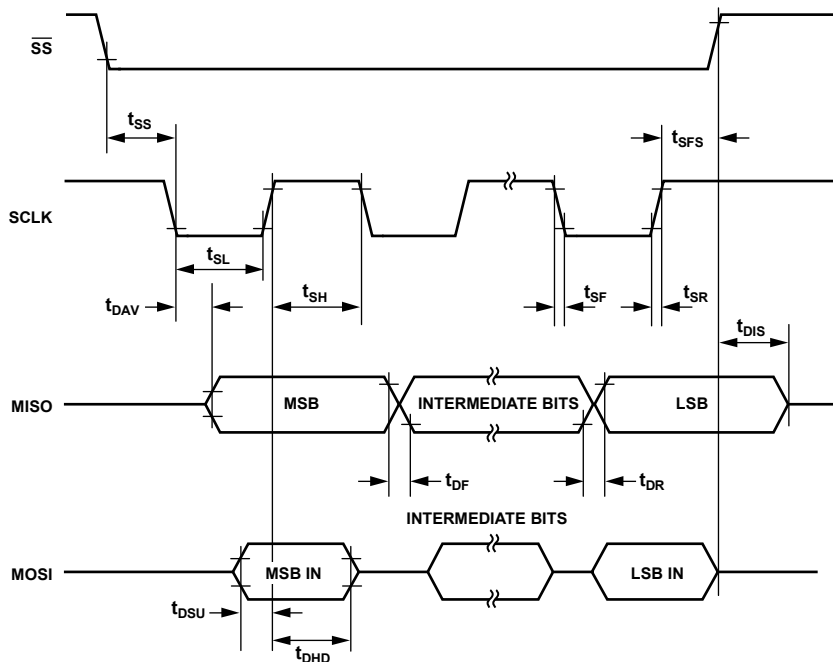 SS
tSS
tSFS
SCLK
tSL
tSH
tSF
tSR
tDAV
tDIS
MISO
MSB
INTERMEDIATE BITS
LSB
tDF
tDR
INTERMEDIATE BITS
MOSI
MSB IN
LSB IN
tDSU
tDHD